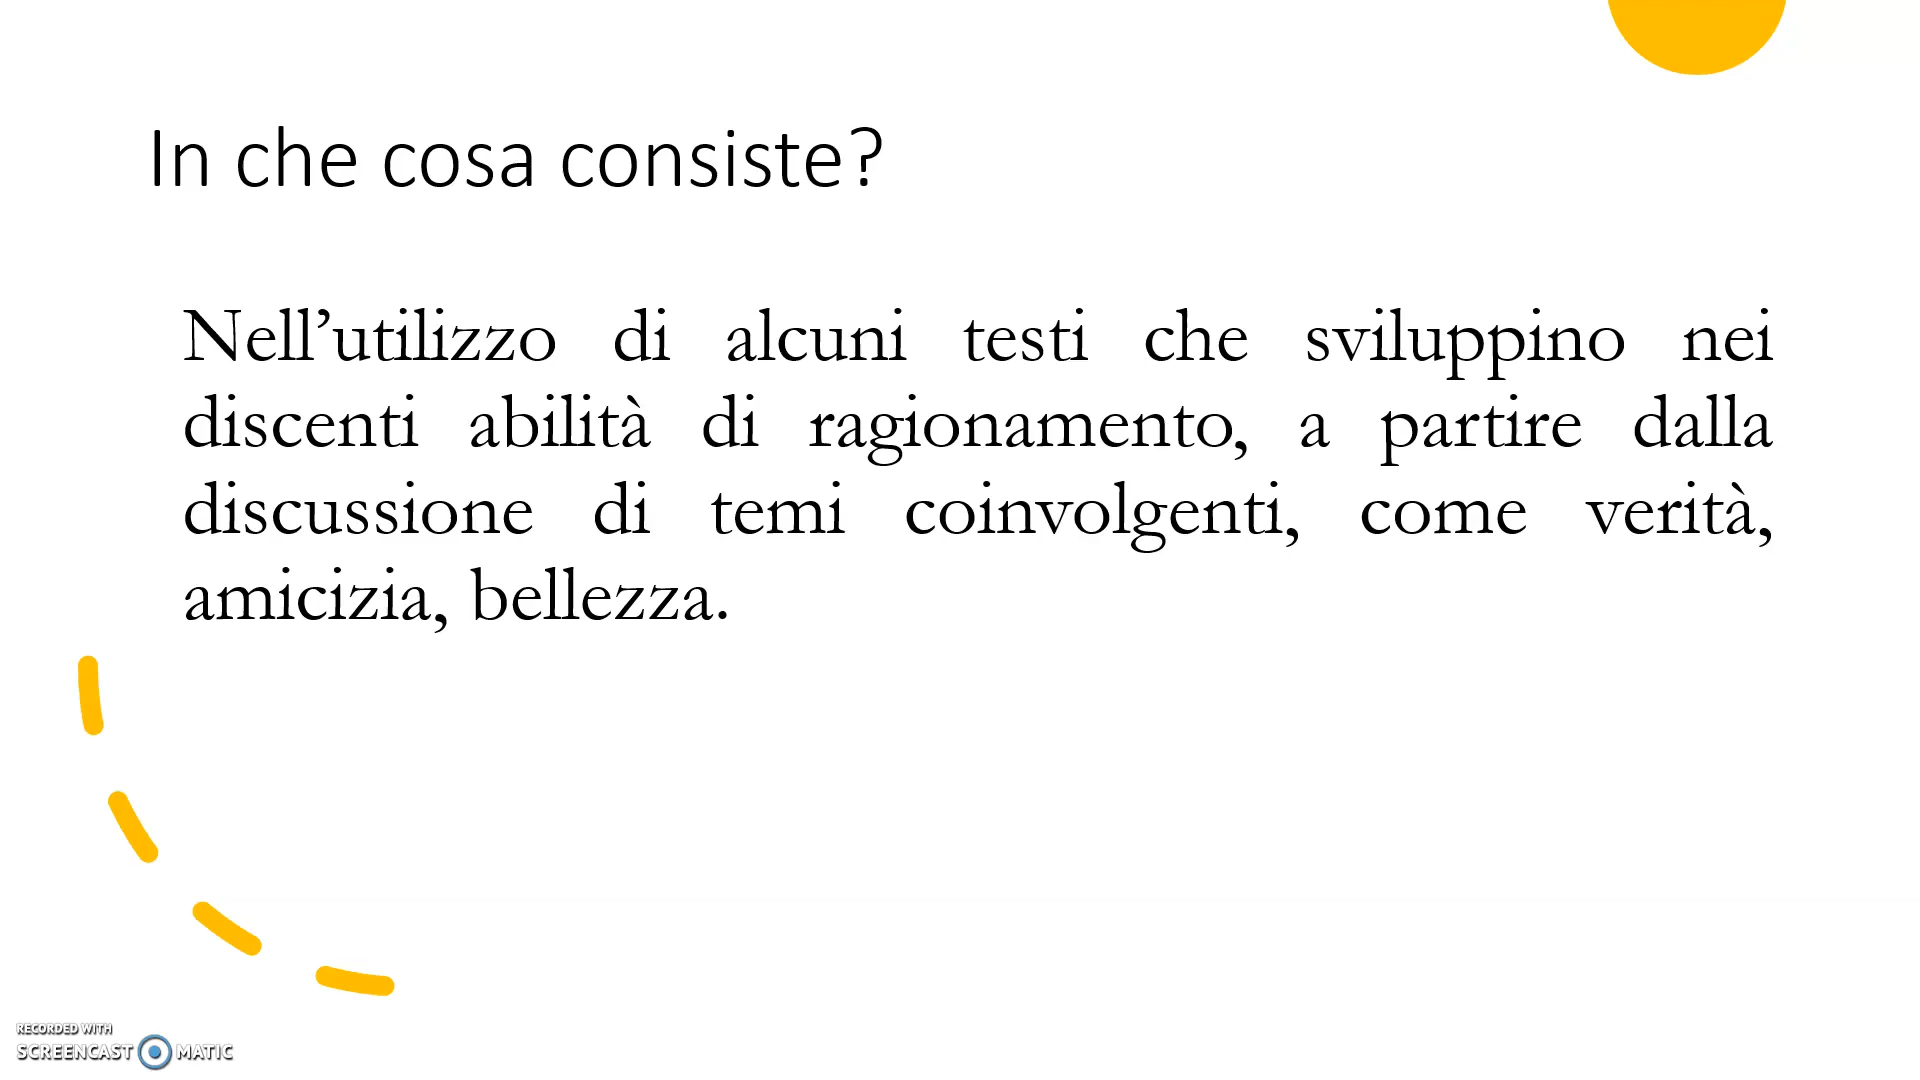 In che cosa consiste?
Nell’utilizzo di alcuni testi che sviluppino nei
discenti abilità di ragionamento, a partire dalla
discussione di temi coinvolgenti, come verità,
amicizia, bellezza.
RECORDED WITH
SCREENCAST MATIC